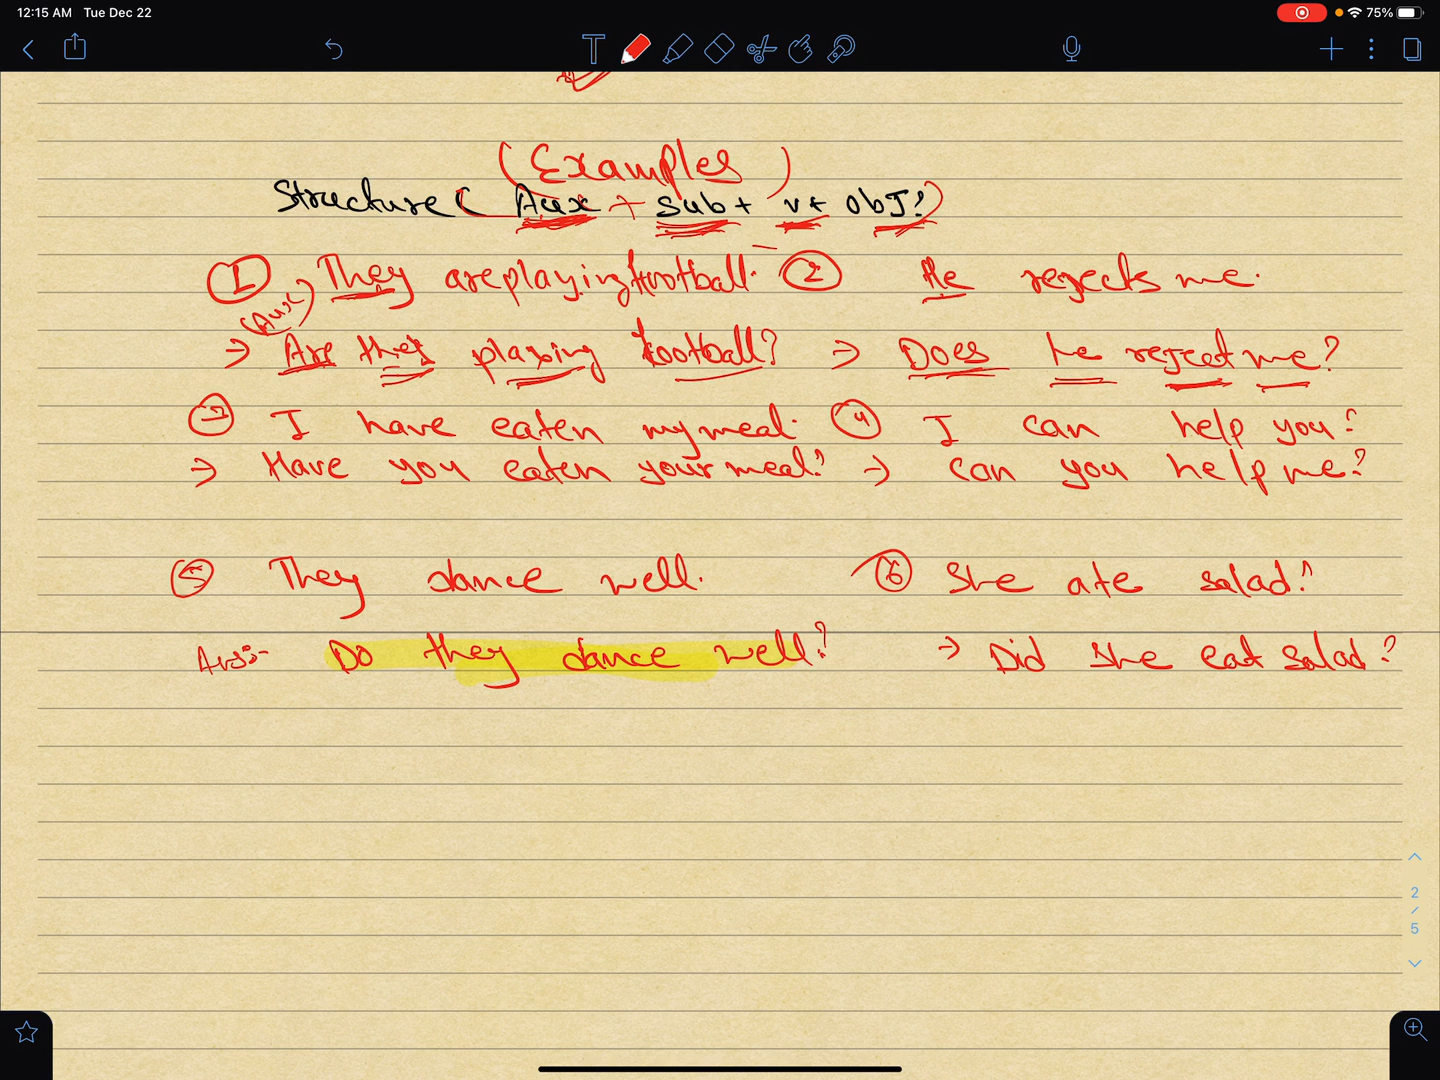 12:15 AM Tue Dec 22
75%
(Examples)
Structure ( Aux + sub + v + obJ?)
① They are playing football. ② He rejects me.
(Aux)
→ Are they playing football? → Does he reject me?
③ I have eaten my meal. ④ I can help you?
→ Have you eaten your meal? → can you help me?
⑤ They dance well. ⑥ She ate salad?
Ans:- Do they dance well? → Did she eat salad?
2
/
5